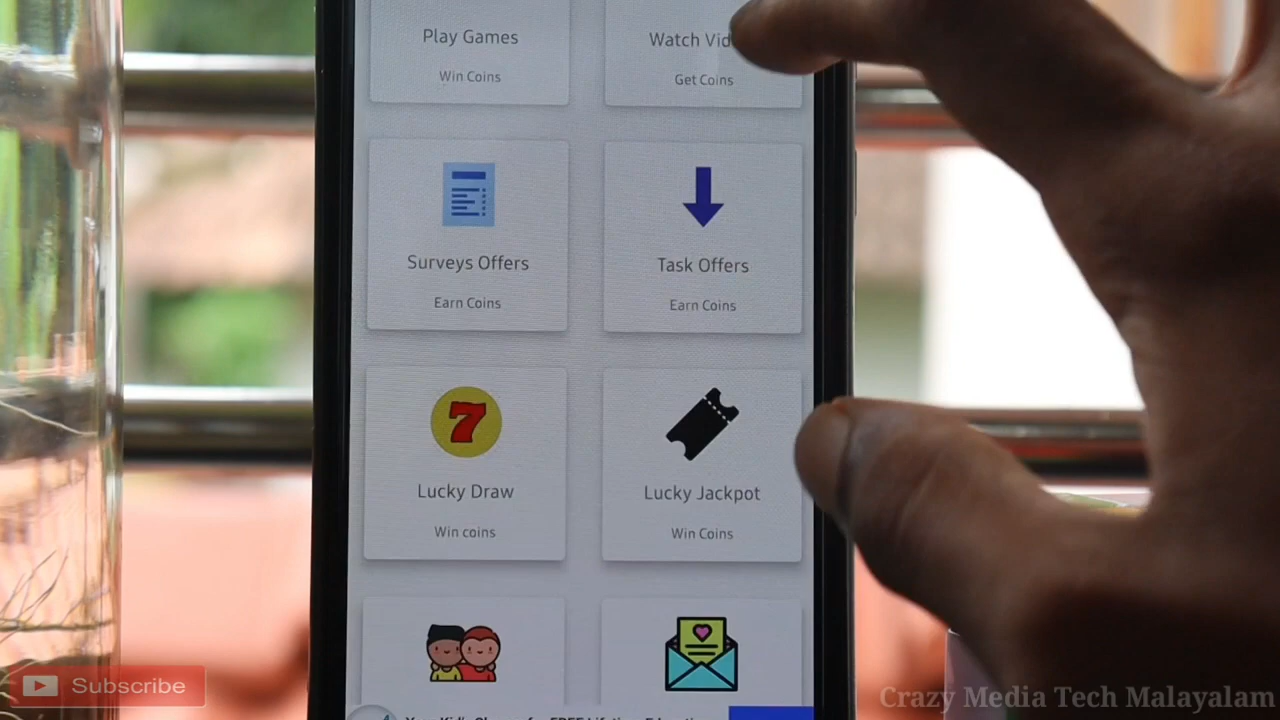 Play Games
Win Coins
Watch Vid
Get Coins
Surveys Offers
Earn Coins
Task Offers
Earn Coins
7
Lucky Draw
Win coins
Lucky Jackpot
Win Coins
Subscribe
Crazy Media Tech Malayalam